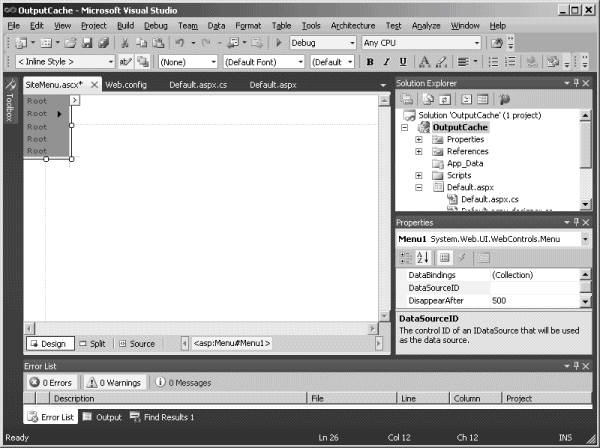 OutputCache - Microsoft Visual Studio
File Edit View Project Build Debug Team Data Format Table Tools Architecture Test Analyze Window Help
Debug Any CPU
< Inline Style > (None) (Default Font) (Default B I U A
SiteMenu.ascx* Web.config Default.aspx.cs Default.aspx
Toolbox
Root
Root
Root
Root
Root
Design Split Source <asp:Menu#Menu1>
Solution Explorer
Solution 'OutputCache' (1 project)
OutputCache
Properties
References
App_Data
Scripts
Default.aspx
Default.aspx.cs
Default.aspx.designer.cs
Properties
Menu1 System.Web.UI.WebControls.Menu
DataBindings (Collection)
DataSourceID
DisappearAfter 500
DataSourceID
The control ID of an IDataSource that will be used
as the data source.
Error List
0 Errors 0 Warnings 0 Messages
Description File Line Column Project
Error List Output Find Results 1
Ready Ln 26 Col 12 Ch 12 INS